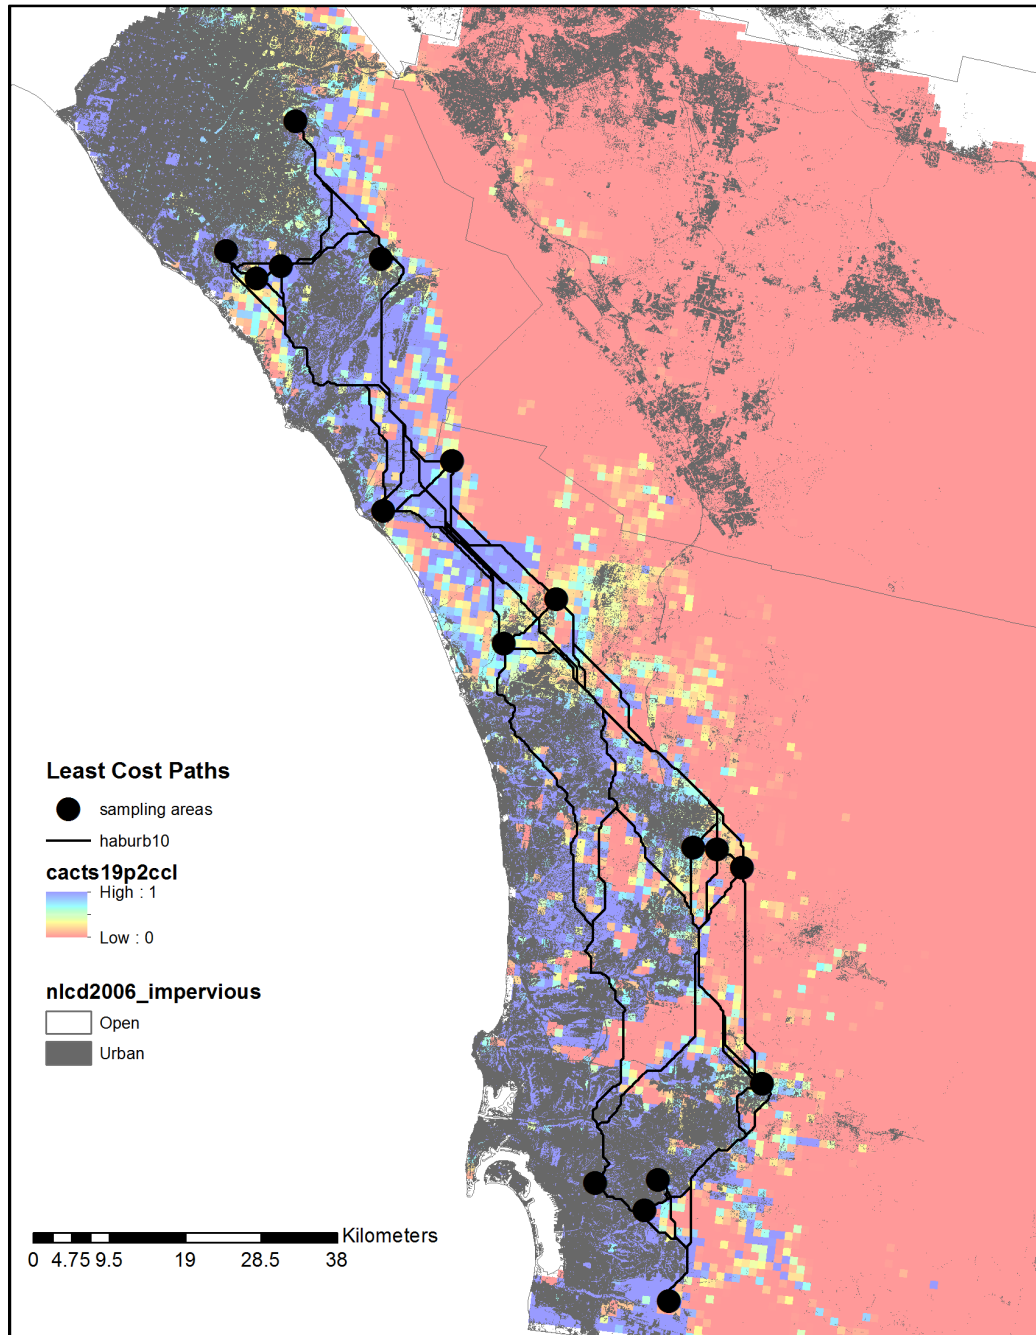 Least Cost Paths
sampling areas
haburb10
cacts19p2ccl
High : 1
Low : 0
nlcd2006_impervious
Open
Urban
Kilometers
0 4.75 9.5 19 28.5 38